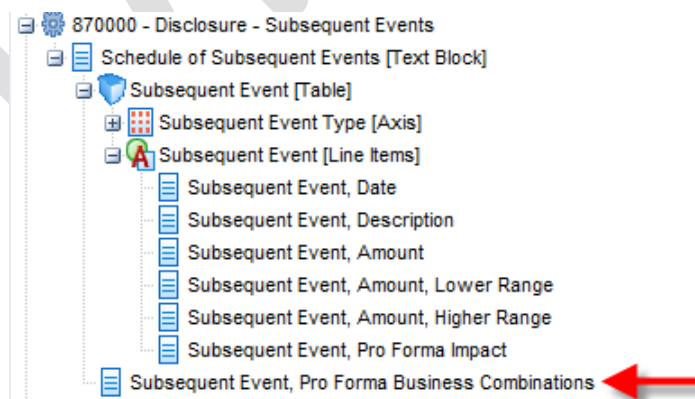 870000 - Disclosure - Subsequent Events
Schedule of Subsequent Events [Text Block]
Subsequent Event [Table]
Subsequent Event Type [Axis]
Subsequent Event [Line Items]
Subsequent Event, Date
Subsequent Event, Description
Subsequent Event, Amount
Subsequent Event, Amount, Lower Range
Subsequent Event, Amount, Higher Range
Subsequent Event, Pro Forma Impact
Subsequent Event, Pro Forma Business Combinations